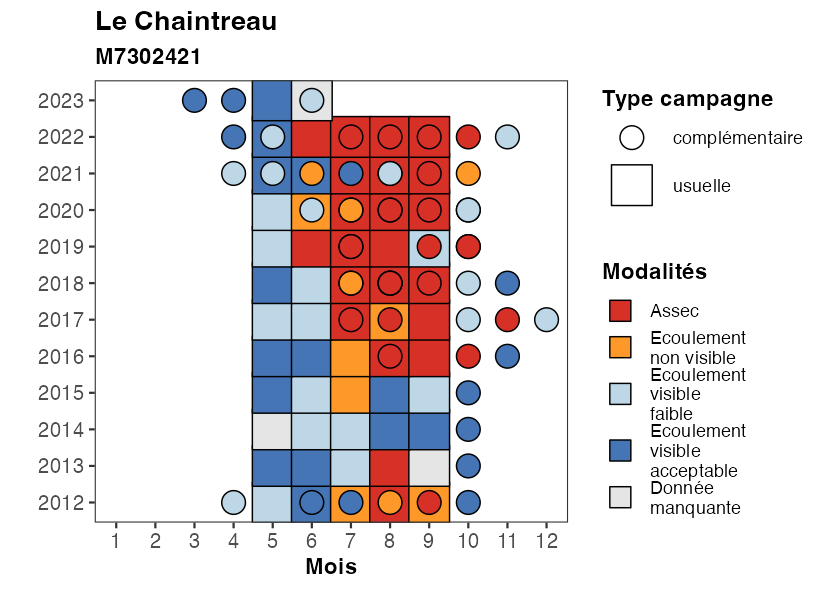 Le Chaintreau
M7302421
2023
2022
2021
2020
2019
2018
2017
2016
2015
2014
2013
2012
1 2 3 4 5 6 7 8 9 10 11 12
Mois
Type campagne
complémentaire
usuelle
Modalités
Assec
Ecoulement
non visible
Ecoulement
visible
faible
Ecoulement
visible
acceptable
Donnée
manquante